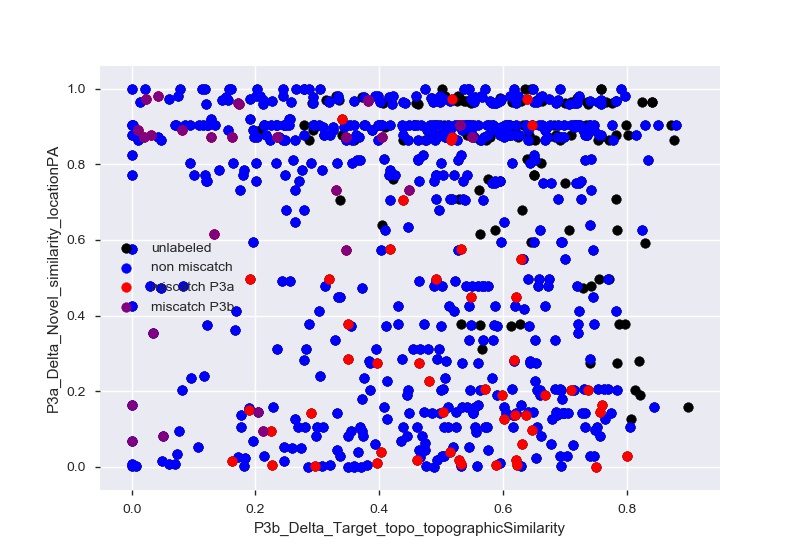 1.0
0.8
0.6
0.4
0.2
0.0
P3a_Delta_Novel_similarity_locationPA
unlabeled
non miscatch
miscatch P3a
miscatch P3b
0.0 0.2 0.4 0.6 0.8
P3b_Delta_Target_topo_topographicSimilarity